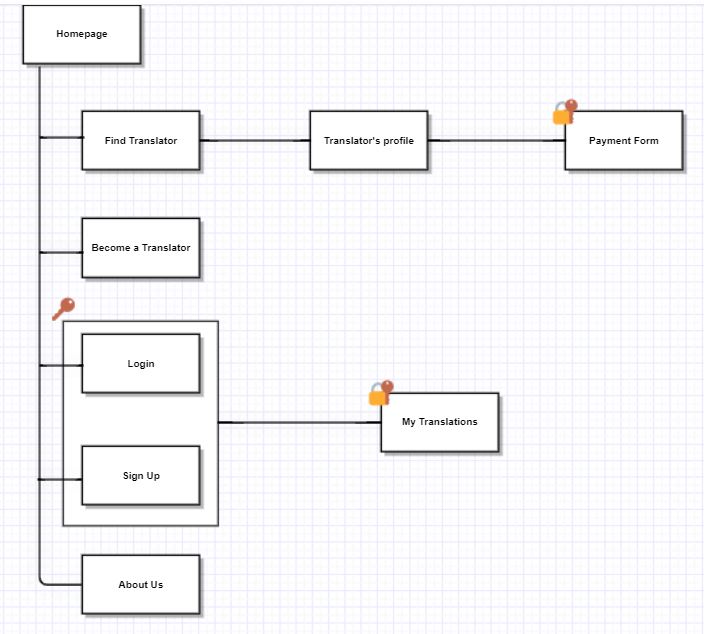 Homepage
Find Translator
Translator's profile
Payment Form
Become a Translator
Login
My Translations
Sign Up
About Us